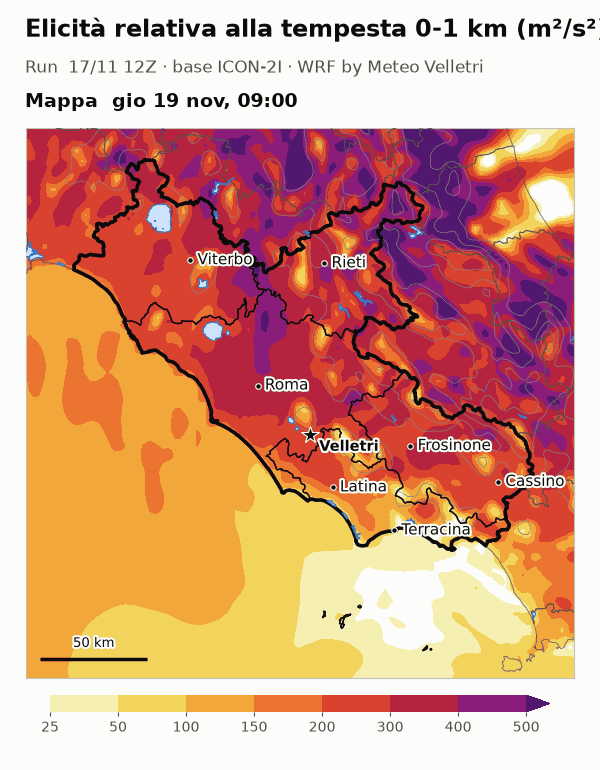 Elicità relativa alla tempesta 0-1 km (m²/s²)
Run 17/11 12Z · base ICON-2I · WRF by Meteo Velletri
Mappa gio 19 nov, 09:00
Viterbo
Rieti
Roma
Velletri
Frosinone
Latina
Cassino
Terracina
50 km
25 50 100 150 200 300 400 500